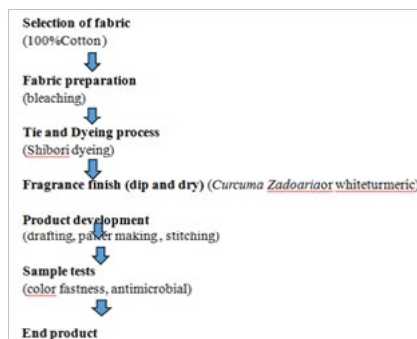 Selection of fabric
(100%Cotton)
Fabric preparation
(bleaching)
Tie and Dyeing process
(Shibori dyeing)
Fragrance finish (dip and dry) (Curcuma Zadoariaor whiteturmeric)
Product development
(drafting, making, stitching)
Sample tests
(color fastness, antimicrobial)
End product